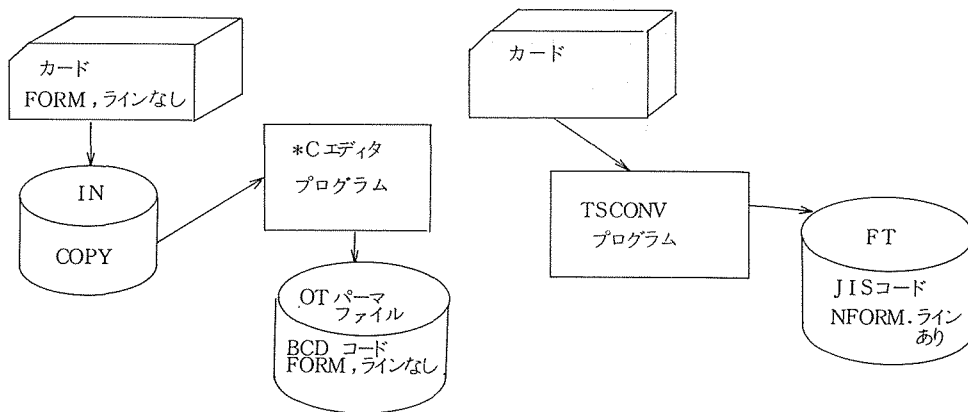 カード
FORM，ラインなし
IN
COPY
*Cエディタ
プログラム
OTパーマ
ファイル
BCD コード
FORM，ラインなし
カード
TSCONV
プログラム
FT
JISコード
NFORM．ライン
あり